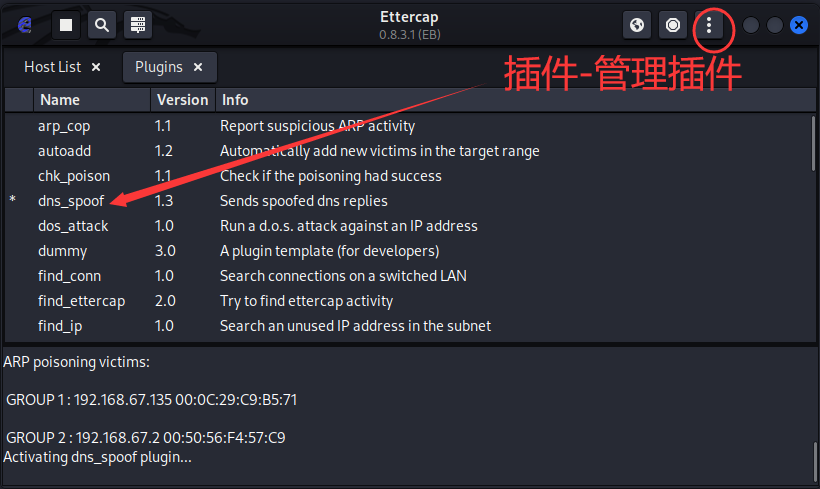 Ettercap
0.8.3.1 (EB)
Host List ×
Plugins ×
插件-管理插件
Name Version Info
arp_cop 1.1 Report suspicious ARP activity
autoadd 1.2 Automatically add new victims in the target range
chk_poison 1.1 Check if the poisoning had success
* dns_spoof 1.3 Sends spoofed dns replies
dos_attack 1.0 Run a d.o.s. attack against an IP address
dummy 3.0 A plugin template (for developers)
find_conn 1.0 Search connections on a switched LAN
find_ettercap 2.0 Try to find ettercap activity
find_ip 1.0 Search an unused IP address in the subnet
ARP poisoning victims:
GROUP 1 : 192.168.67.135 00:0C:29:C9:B5:71
GROUP 2 : 192.168.67.2 00:50:56:F4:57:C9
Activating dns_spoof plugin...